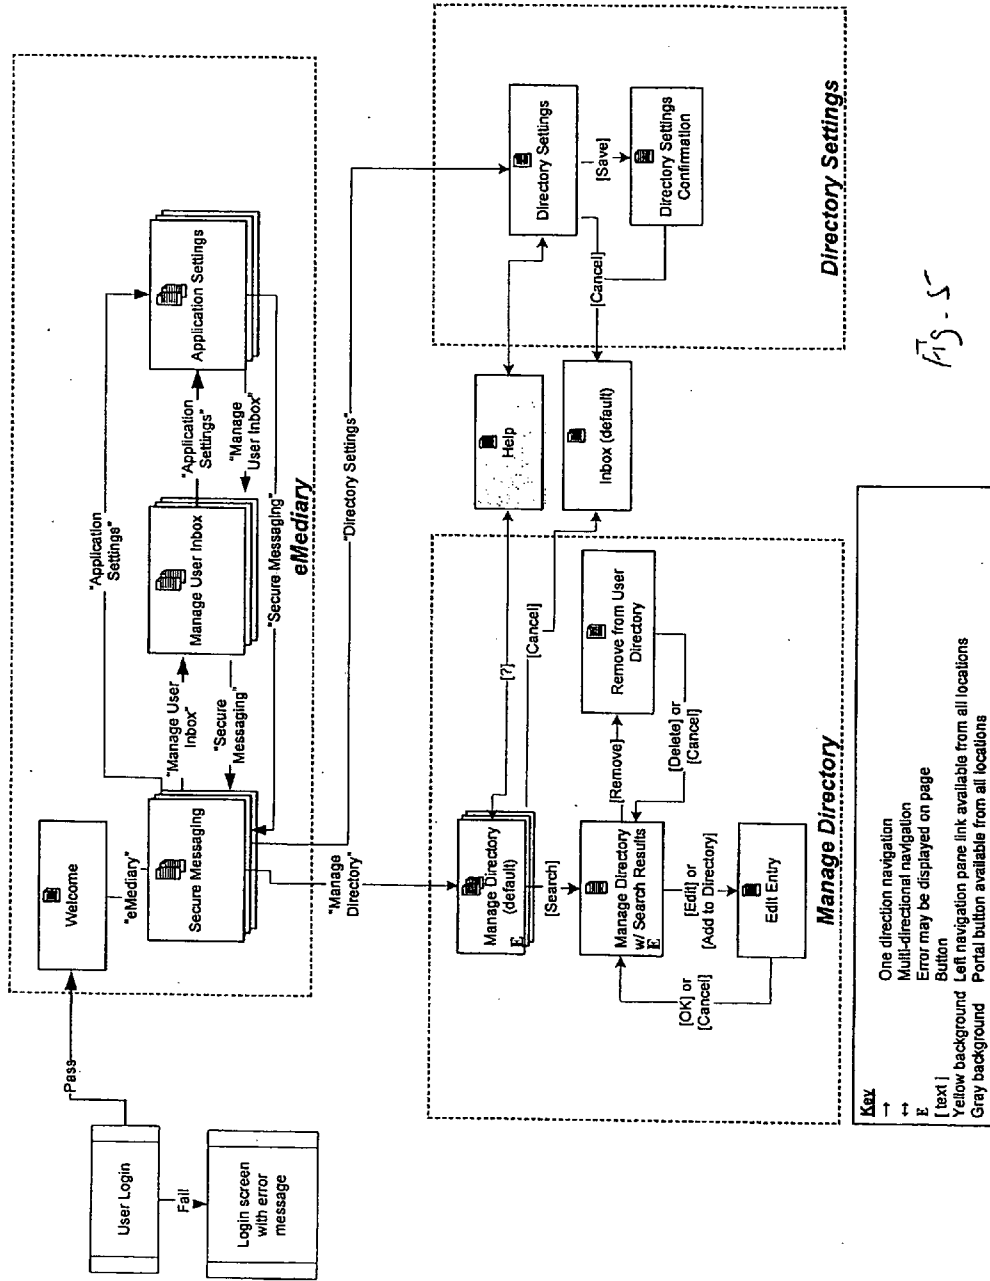 User Login
Fail
Login screen
with error
message
Pass
Welcome
"eMediary"
Secure Messaging
"Manage User
Inbox"
"Secure
Messaging"
Manage User Inbox
"Application
Settings"
"Application
Settings"
"Manage
User Inbox"
Application Settings
"Secure Messaging"
eMediary
"Manage
Directory"
"Directory Settings"
Manage Directory
(default)
E
[?]
[Cancel]
[Search]
Manage Directory
w/ Search Results
E
[Remove]
Remove from User
Directory
[Delete] or
[Cancel]
[Edit] or
[Add to Directory]
[OK] or
[Cancel]
Edit Entry
Manage Directory
Help
Inbox (default)
Directory Settings
[Save]
[Cancel]
Directory Settings
Confirmation
Directory Settings
Key
→ One direction navigation
↔ Multi-directional navigation
E Error may be displayed on page
[ text ] Button
Yellow background Left navigation pane link available from all locations
Gray background Portal button available from all locations
Fig. 5